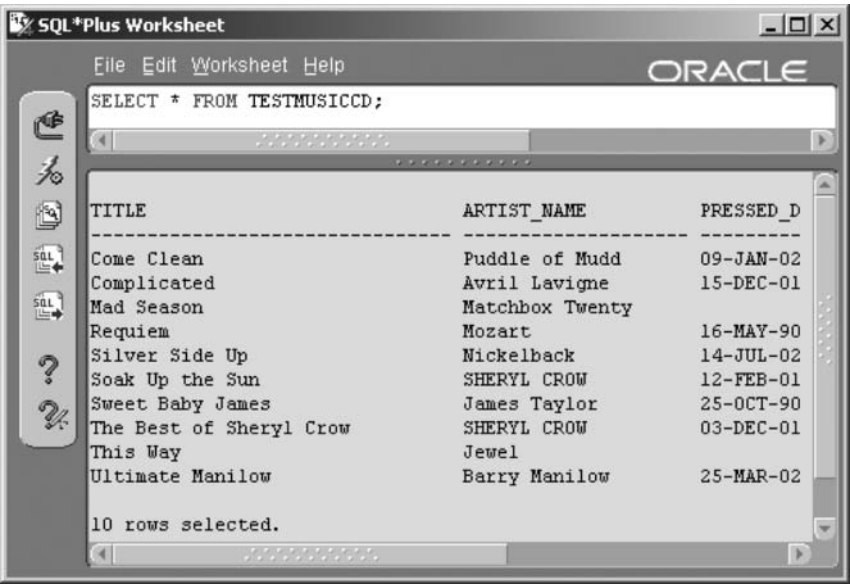 SQL*Plus Worksheet
File Edit Worksheet Help
ORACLE
SELECT * FROM TESTMUSICCD;
TITLE ARTIST_NAME PRESSED_D
-------------------------------- -------------------- ---------
Come Clean Puddle of Mudd 09-JAN-02
Complicated Avril Lavigne 15-DEC-01
Mad Season Matchbox Twenty
Requiem Mozart 16-MAY-90
Silver Side Up Nickelback 14-JUL-02
Soak Up the Sun SHERYL CROW 12-FEB-01
Sweet Baby James James Taylor 25-OCT-90
The Best of Sheryl Crow SHERYL CROW 03-DEC-01
This Way Jewel
Ultimate Manilow Barry Manilow 25-MAR-02
10 rows selected.